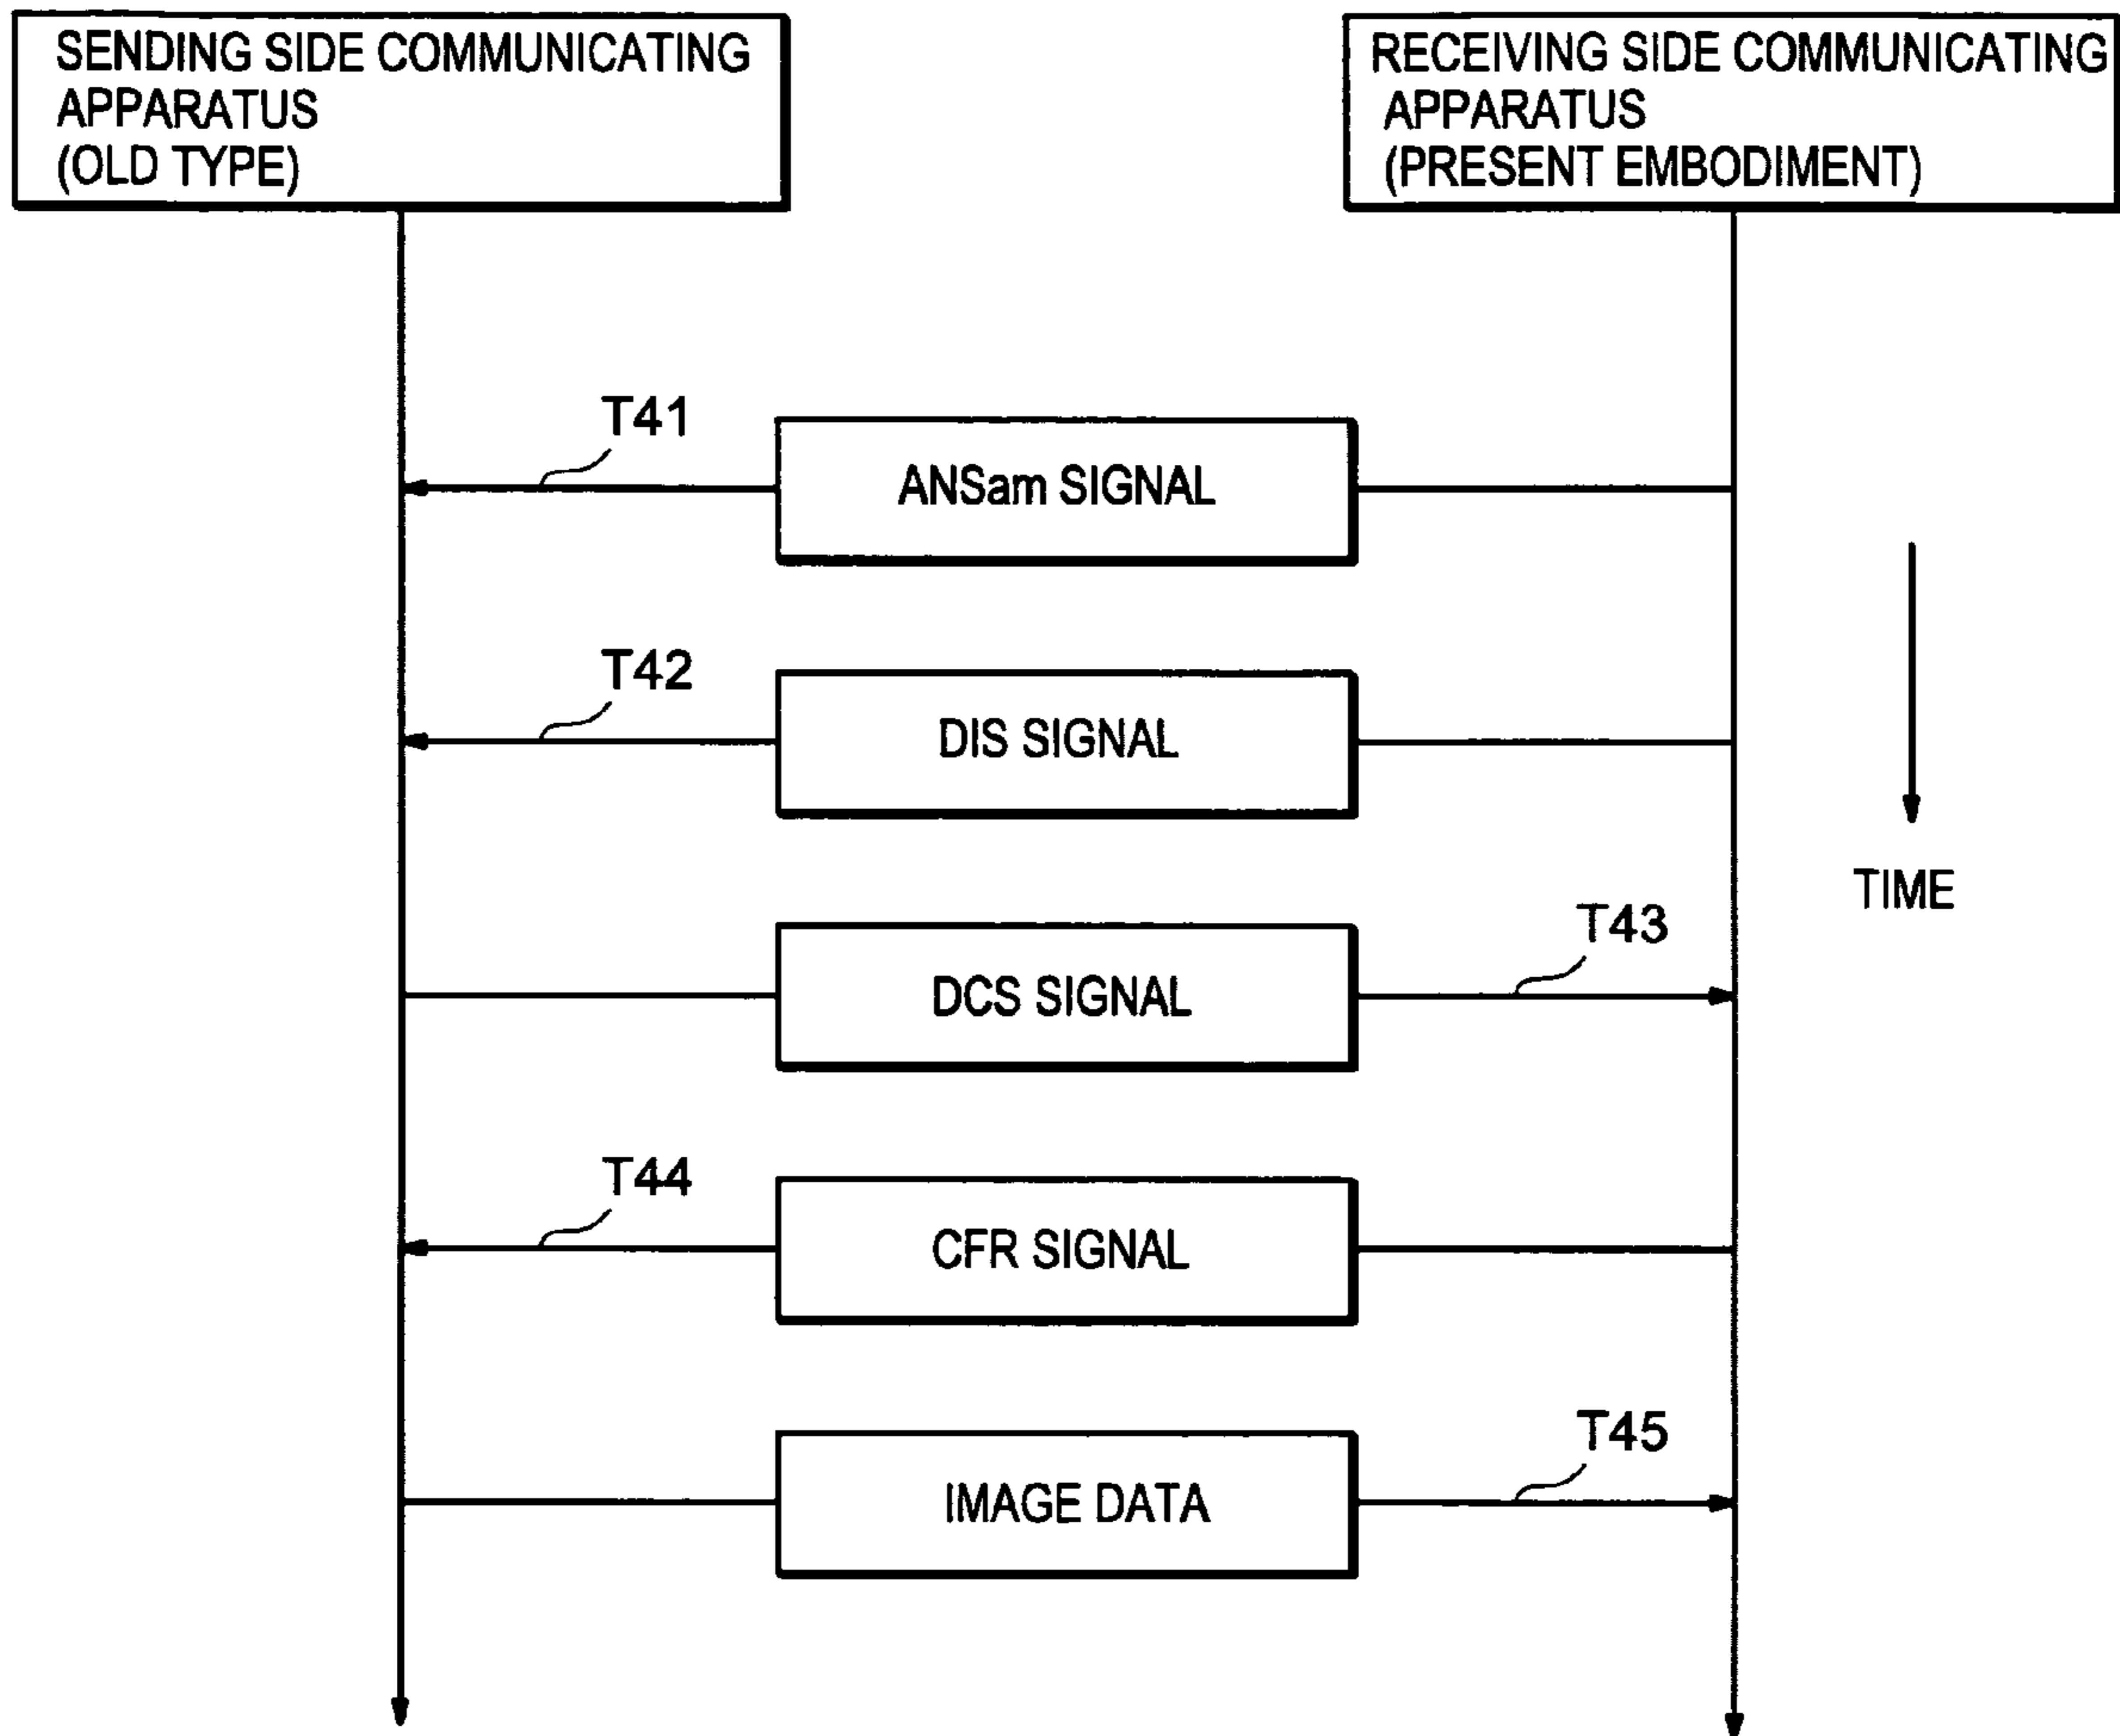 SENDING SIDE COMMUNICATING
APPARATUS
(OLD TYPE)
RECEIVING SIDE COMMUNICATING
APPARATUS
(PRESENT EMBODIMENT)
T41
ANSam SIGNAL
T42
DIS SIGNAL
TIME
T43
DCS SIGNAL
T44
CFR SIGNAL
T45
IMAGE DATA